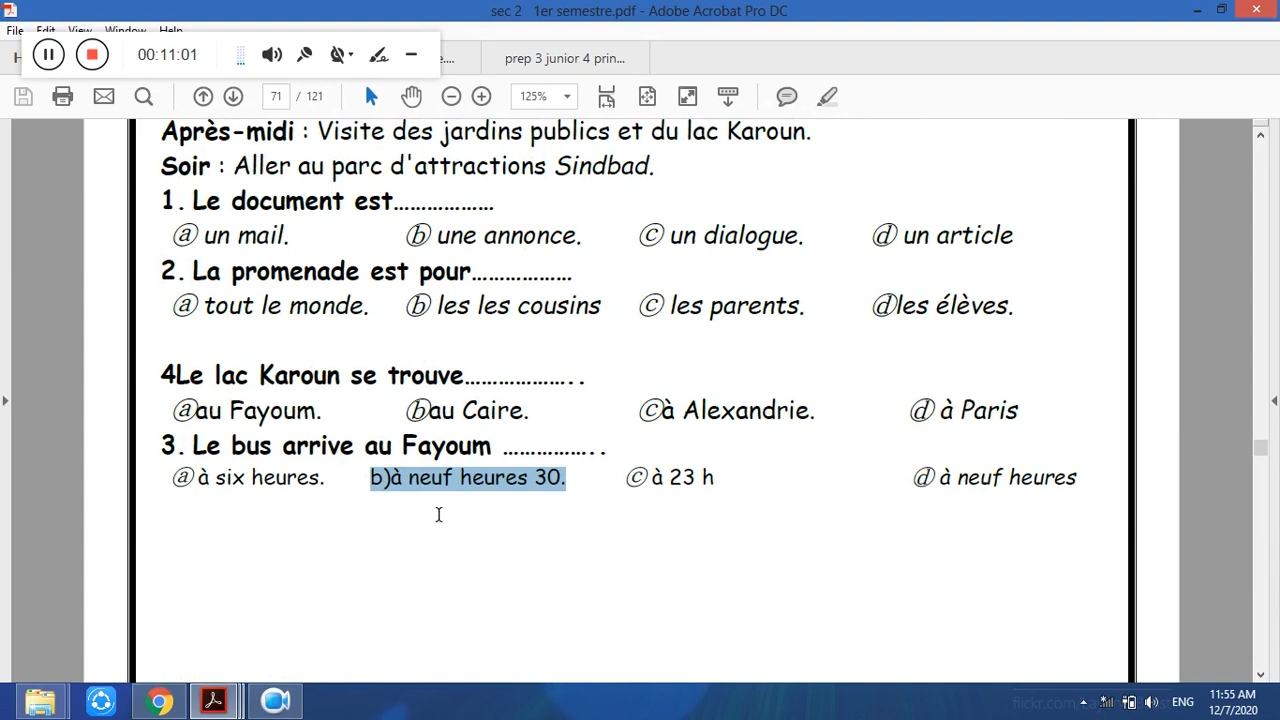 sec 2 1er semestre.pdf - Adobe Acrobat Pro DC
File Edit View Window Help
00:11:01
H
e....
prep 3 junior 4 prin...
71 / 121
125%
Après-midi : Visite des jardins publics et du lac Karoun.
Soir : Aller au parc d'attractions Sindbad.
1. Le document est………………
ⓐ un mail. ⓑ une annonce. ⓒ un dialogue. ⓓ un article
2. La promenade est pour………………
ⓐ tout le monde. ⓑ les les cousins ⓒ les parents. ⓓles élèves.
4Le lac Karoun se trouve………………..
ⓐau Fayoum. ⓑau Caire. ⓒà Alexandrie. ⓓ à Paris
3. Le bus arrive au Fayoum ……………..
ⓐ à six heures. b)à neuf heures 30. ⓒ à 23 h ⓓ à neuf heures
ENG
11:55 AM
12/7/2020